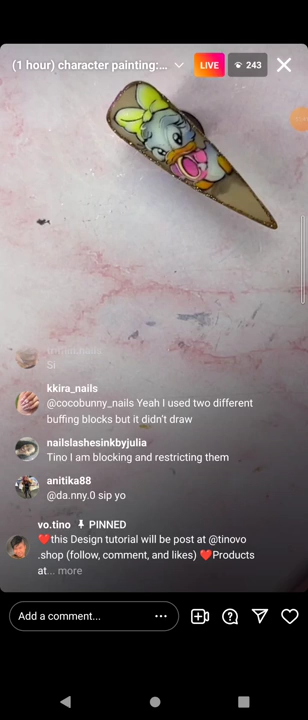 (1 hour) character painting:...
LIVE
243
Sí
kkira_nails
@cocobunny_nails Yeah I used two different
buffing blocks but it didn't draw
nailslashesinkbyjulia
Tino I am blocking and restricting them
anitika88
@da.nny.0 sip yo
vo.tino PINNED
❤️this Design tutorial will be post at @tinovo
.shop (follow, comment, and likes) ❤️Products
at... more
Add a comment...